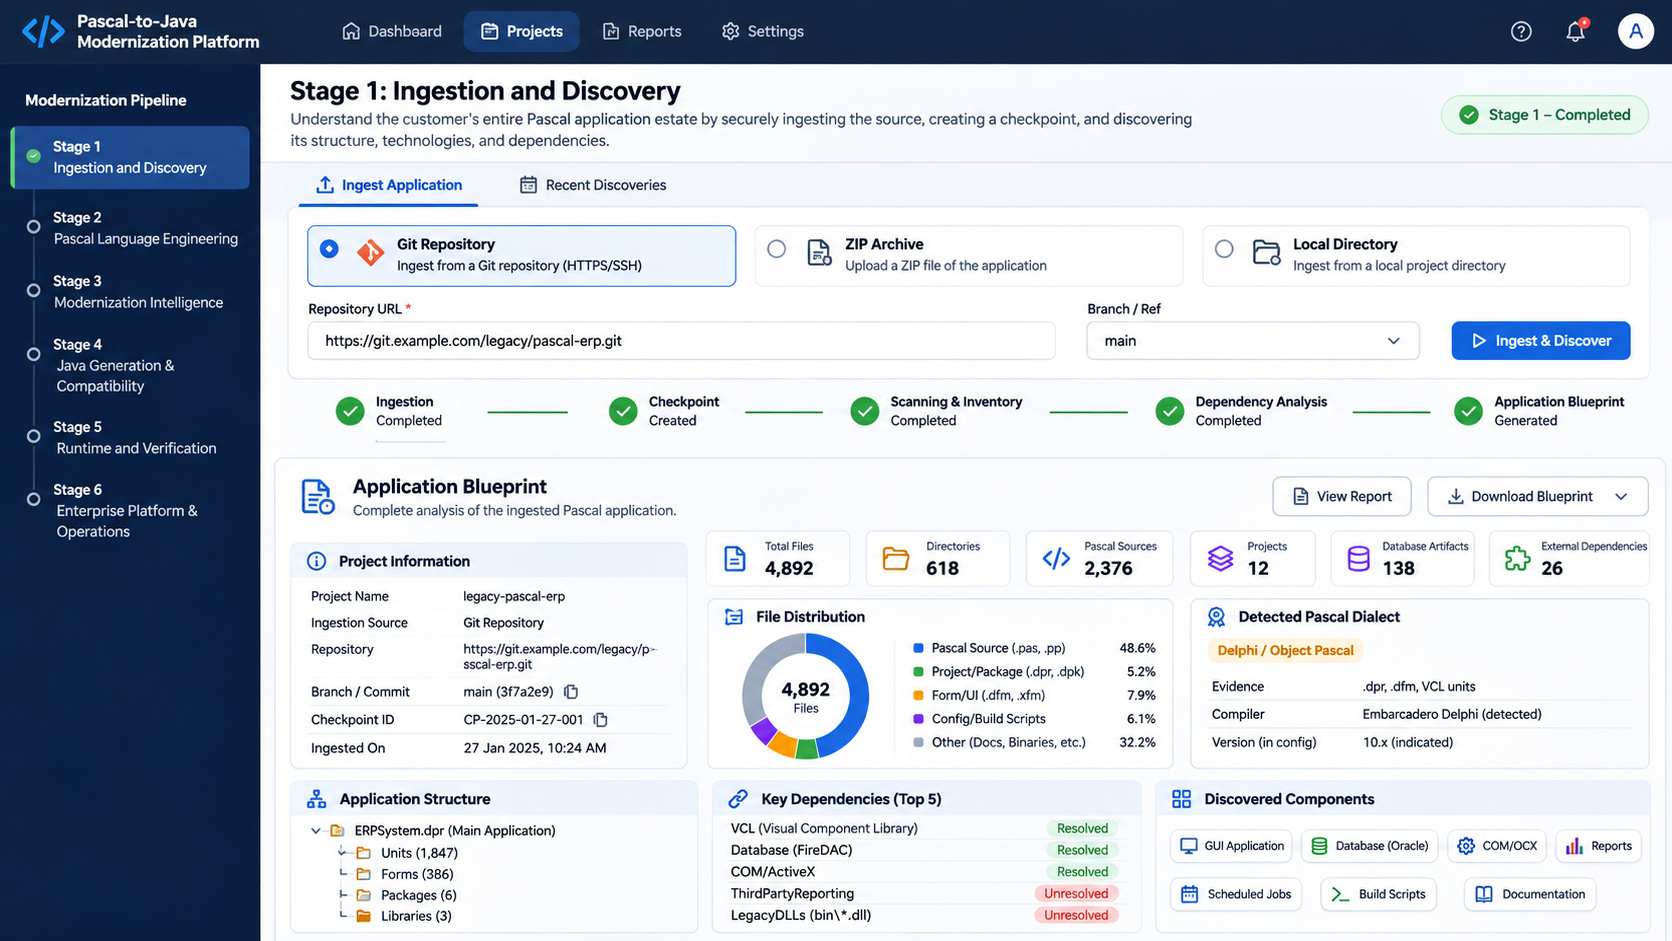 Pascal-to-Java
Modernization Platform
Dashboard
Projects
Reports
Settings
A
Modernization Pipeline
Stage 1
Ingestion and Discovery
Stage 2
Pascal Language Engineering
Stage 3
Modernization Intelligence
Stage 4
Java Generation &
Compatibility
Stage 5
Runtime and Verification
Stage 6
Enterprise Platform &
Operations
Stage 1: Ingestion and Discovery
Understand the customer's entire Pascal application estate by securely ingesting the source, creating a checkpoint, and discovering
its structure, technologies, and dependencies.
Stage 1 – Completed
Ingest Application
Recent Discoveries
Git Repository
Ingest from a Git repository (HTTPS/SSH)
ZIP Archive
Upload a ZIP file of the application
Local Directory
Ingest from a local project directory
Repository URL *
https://git.example.com/legacy/pascal-erp.git
Branch / Ref
main
Ingest & Discover
Ingestion
Completed
Checkpoint
Created
Scanning & Inventory
Completed
Dependency Analysis
Completed
Application Blueprint
Generated
Application Blueprint
Complete analysis of the ingested Pascal application.
View Report
Download Blueprint
Project Information
Project Name legacy-pascal-erp
Ingestion Source Git Repository
Repository https://git.example.com/legacy/p-
sscal-erp.git
Branch / Commit main (3f7a2e9)
Checkpoint ID CP-2025-01-27-001
Ingested On 27 Jan 2025, 10:24 AM
Total Files
4,892
Directories
618
Pascal Sources
2,376
Projects
12
Database Artifacts
138
External Dependencies
26
File Distribution
4,892
Files
Pascal Source (.pas, .pp) 48.6%
Project/Package (.dpr, .dpk) 5.2%
Form/UI (.dfm, .xfm) 7.9%
Config/Build Scripts 6.1%
Other (Docs, Binaries, etc.) 32.2%
Detected Pascal Dialect
Delphi / Object Pascal
Evidence .dpr, .dfm, VCL units
Compiler Embarcadero Delphi (detected)
Version (in config) 10.x (indicated)
Application Structure
ERPSystem.dpr (Main Application)
Units (1,847)
Forms (386)
Packages (6)
Libraries (3)
Key Dependencies (Top 5)
VCL (Visual Component Library) Resolved
Database (FireDAC) Resolved
COM/ActiveX Resolved
ThirdPartyReporting Unresolved
LegacyDLLs (bin\*.dll) Unresolved
Discovered Components
GUI Application
Database (Oracle)
COM/OCX
Reports
Scheduled Jobs
Build Scripts
Documentation